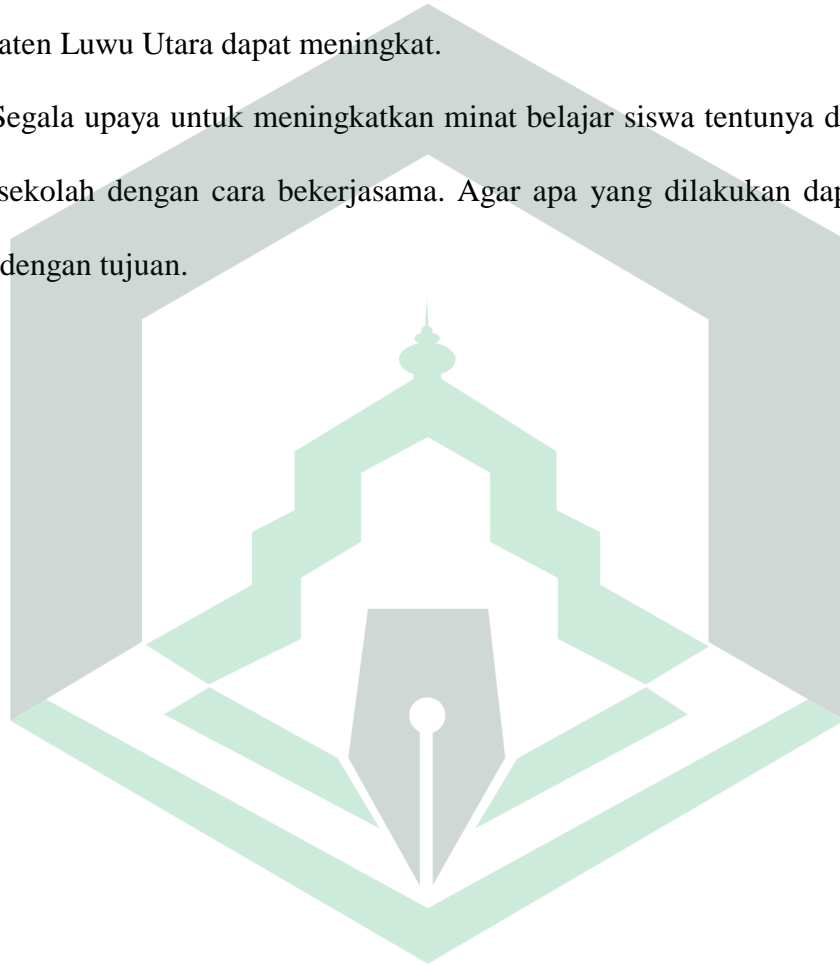 aten Luwu Utara dapat meningkat.
Segala upaya untuk meningkatkan minat belajar siswa tentunya d
sekolah dengan cara bekerjasama. Agar apa yang dilakukan dap
dengan tujuan.